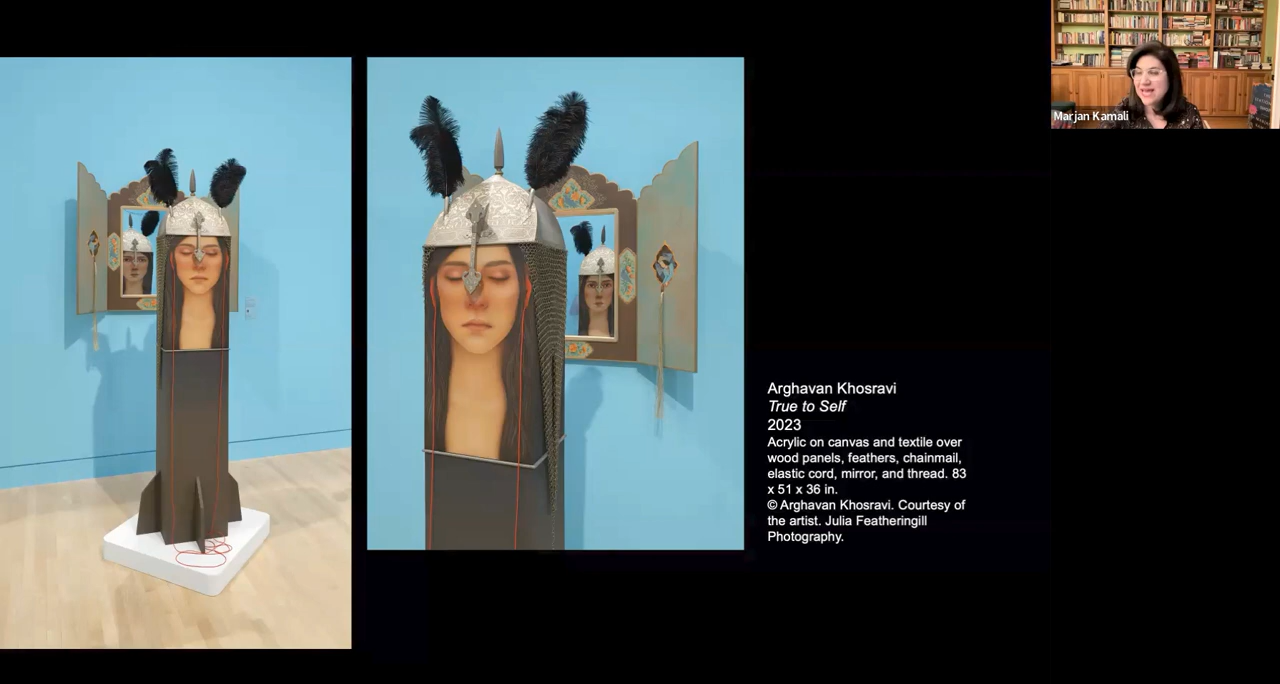 Marjan Kamali
Arghavan Khosravi
True to Self
2023
Acrylic on canvas and textile over
wood panels, feathers, chainmail,
elastic cord, mirror, and thread. 83
x 51 x 36 in.
© Arghavan Khosravi. Courtesy of
the artist. Julia Featheringill
Photography.